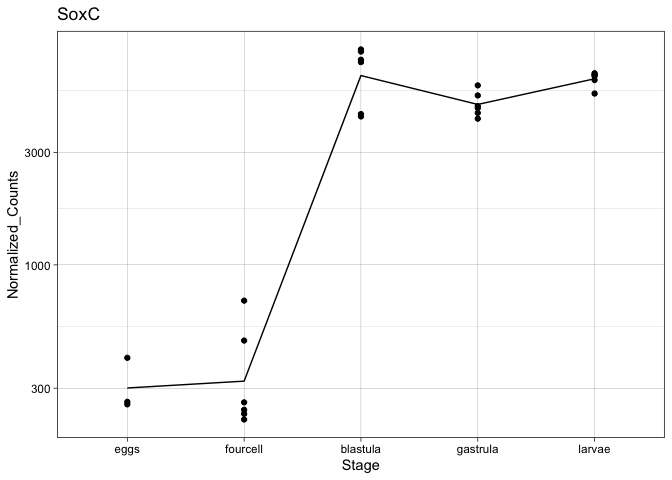 SoxC
Normalized_Counts
3000
1000
300
eggs fourcell blastula gastrula larvae
Stage